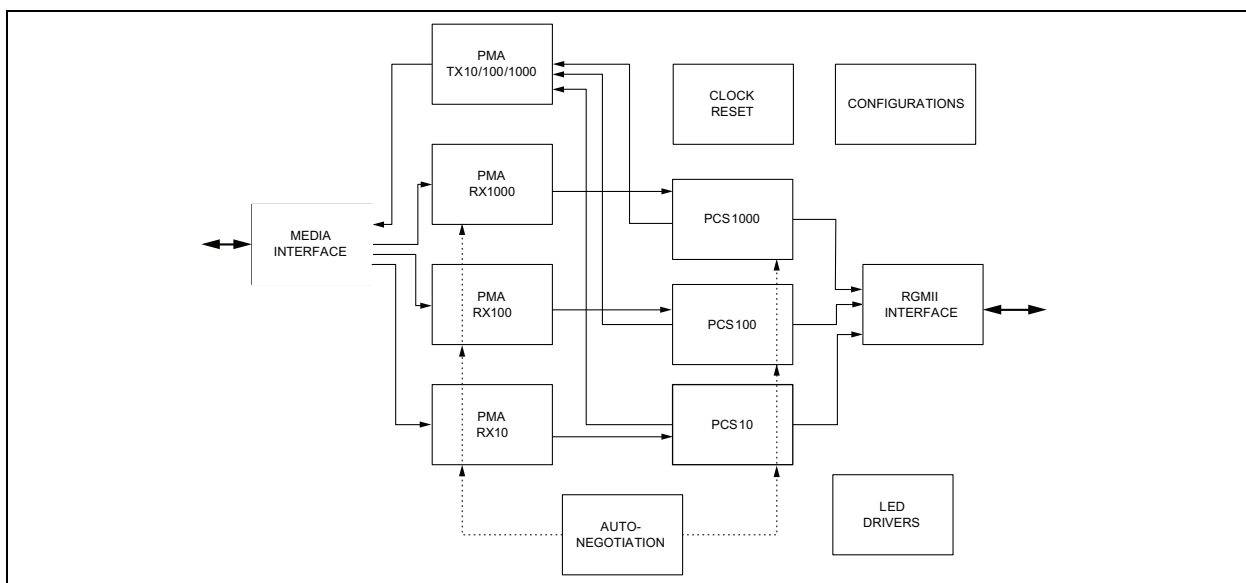 PMA
TX10/100/1000
CLOCK
RESET
CONFIGURATIONS
PMA
RX1000
PCS1000
MEDIA
INTERFACE
PMA
RX100
PCS100
RGMII
INTERFACE
PMA
RX10
PCS10
AUTO-
NEGOTIATION
LED
DRIVERS